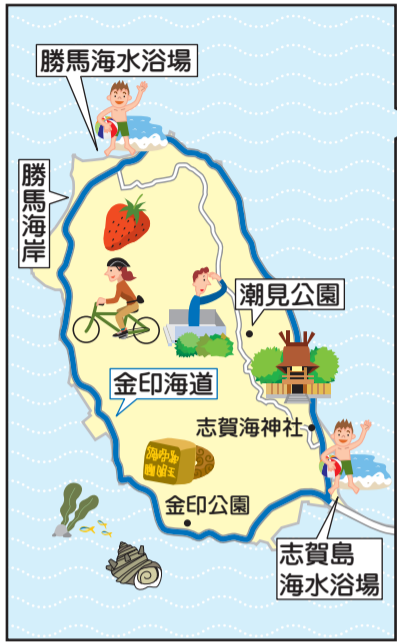 勝馬海水浴場
勝馬海岸
潮見公園
金印海道
志賀海神社
金印公園
志賀島
海水浴場